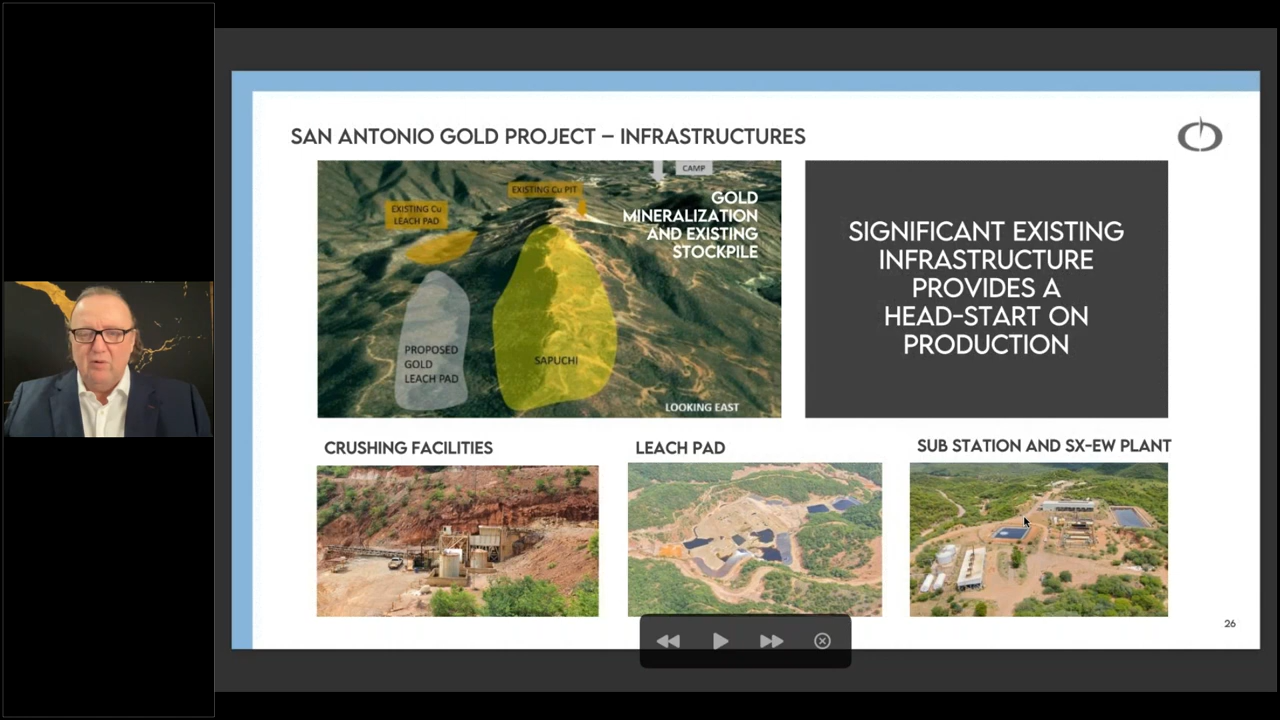 SAN ANTONIO GOLD PROJECT – INFRASTRUCTURES
CAMP
EXISTING Cu PIT
EXISTING Cu
LEACH PAD
GOLD
MINERALIZATION
AND EXISTING
STOCKPILE
PROPOSED
GOLD
LEACH PAD
SAPUCHI
LOOKING EAST
SIGNIFICANT EXISTING
INFRASTRUCTURE
PROVIDES A
HEAD-START ON
PRODUCTION
CRUSHING FACILITIES
LEACH PAD
SUB STATION AND SX-EW PLANT
26